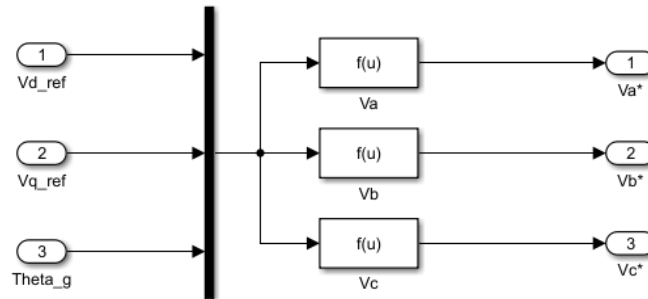 1
Vd_ref
2
Vq_ref
3
Theta_g
f(u)
Va
f(u)
Vb
f(u)
Vc
1
Va*
2
Vb*
3
Vc*